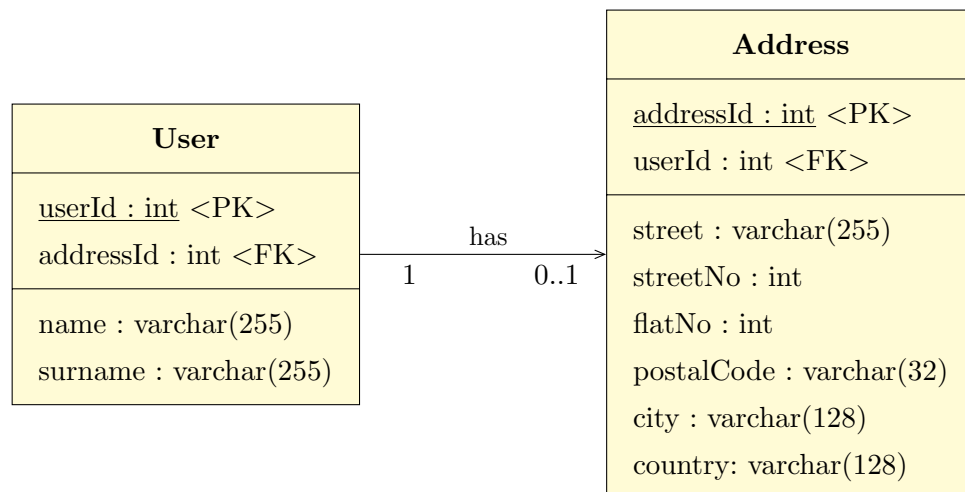 User
userId : int <PK>
addressId : int <FK>
name : varchar(255)
surname : varchar(255)
has
1
0..1
Address
addressId : int <PK>
userId : int <FK>
street : varchar(255)
streetNo : int
flatNo : int
postalCode : varchar(32)
city : varchar(128)
country: varchar(128)